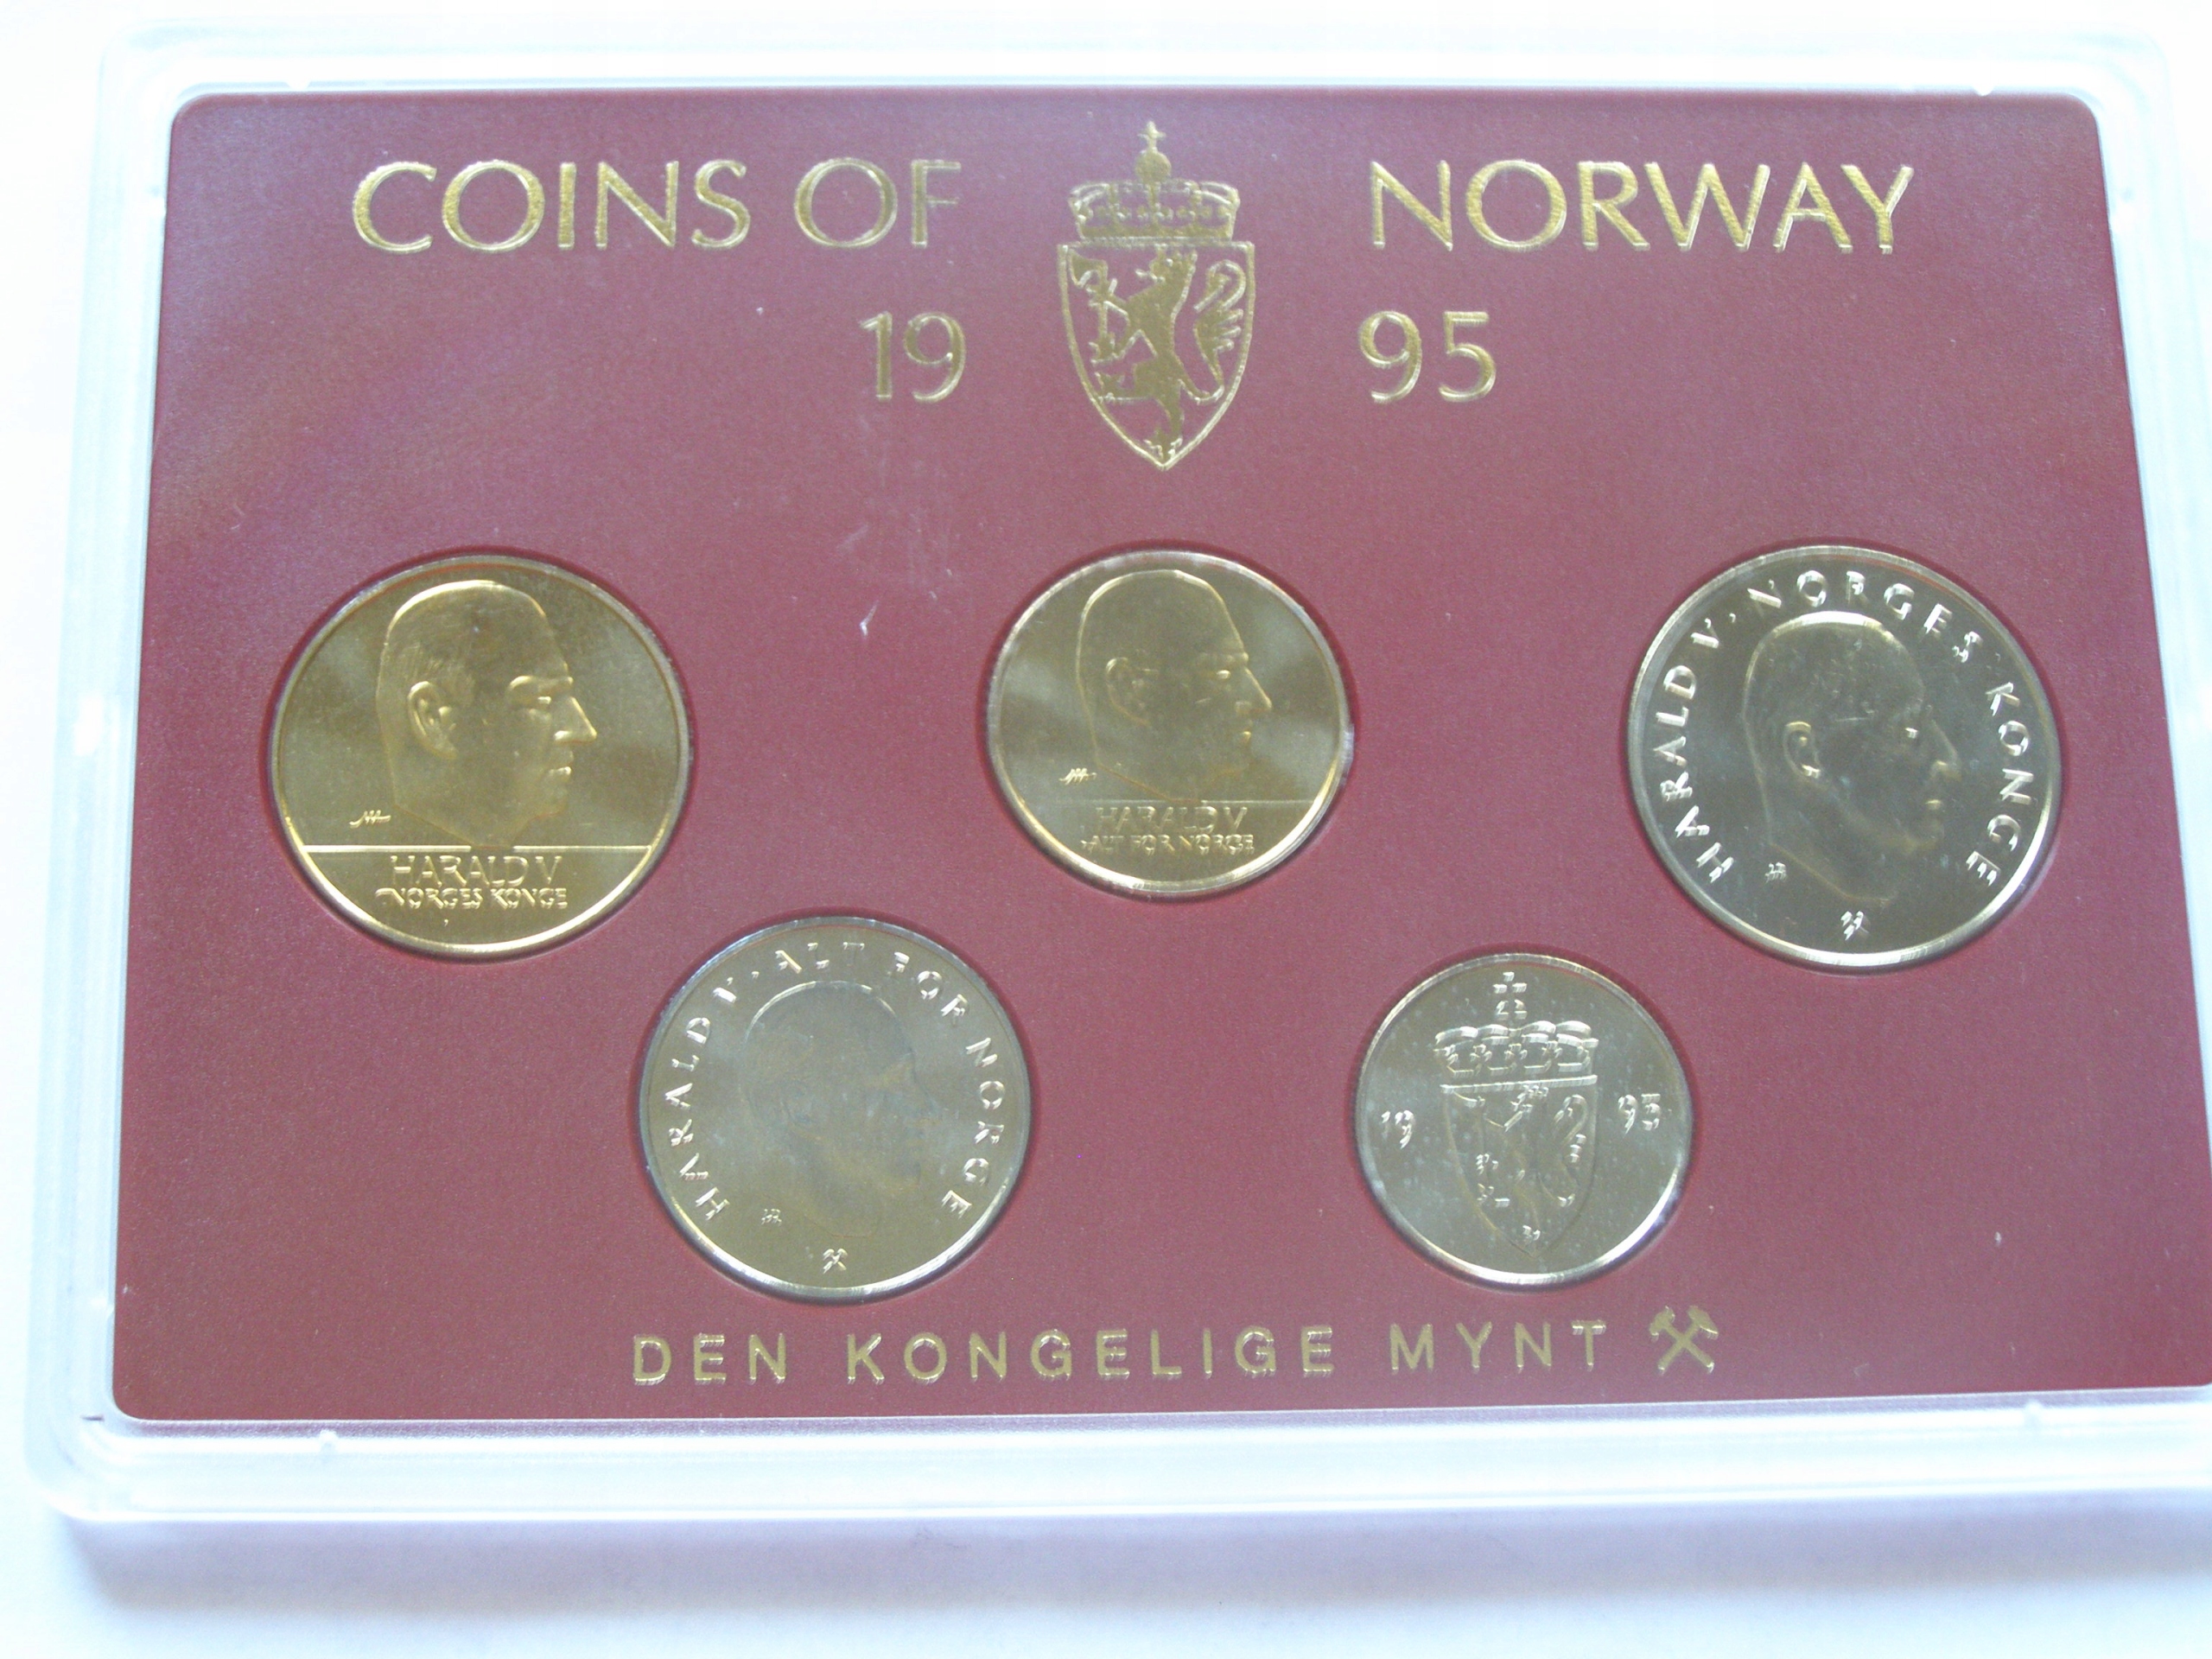 COINS OF NORWAY
19 95
HARALD V
NORGES KONGE
HARALD V
ALT FOR NORGE
HARALD V · NORGES KONGE
HARALD V · ALT FOR NORGE
19 95
DEN KONGELIGE MYNT